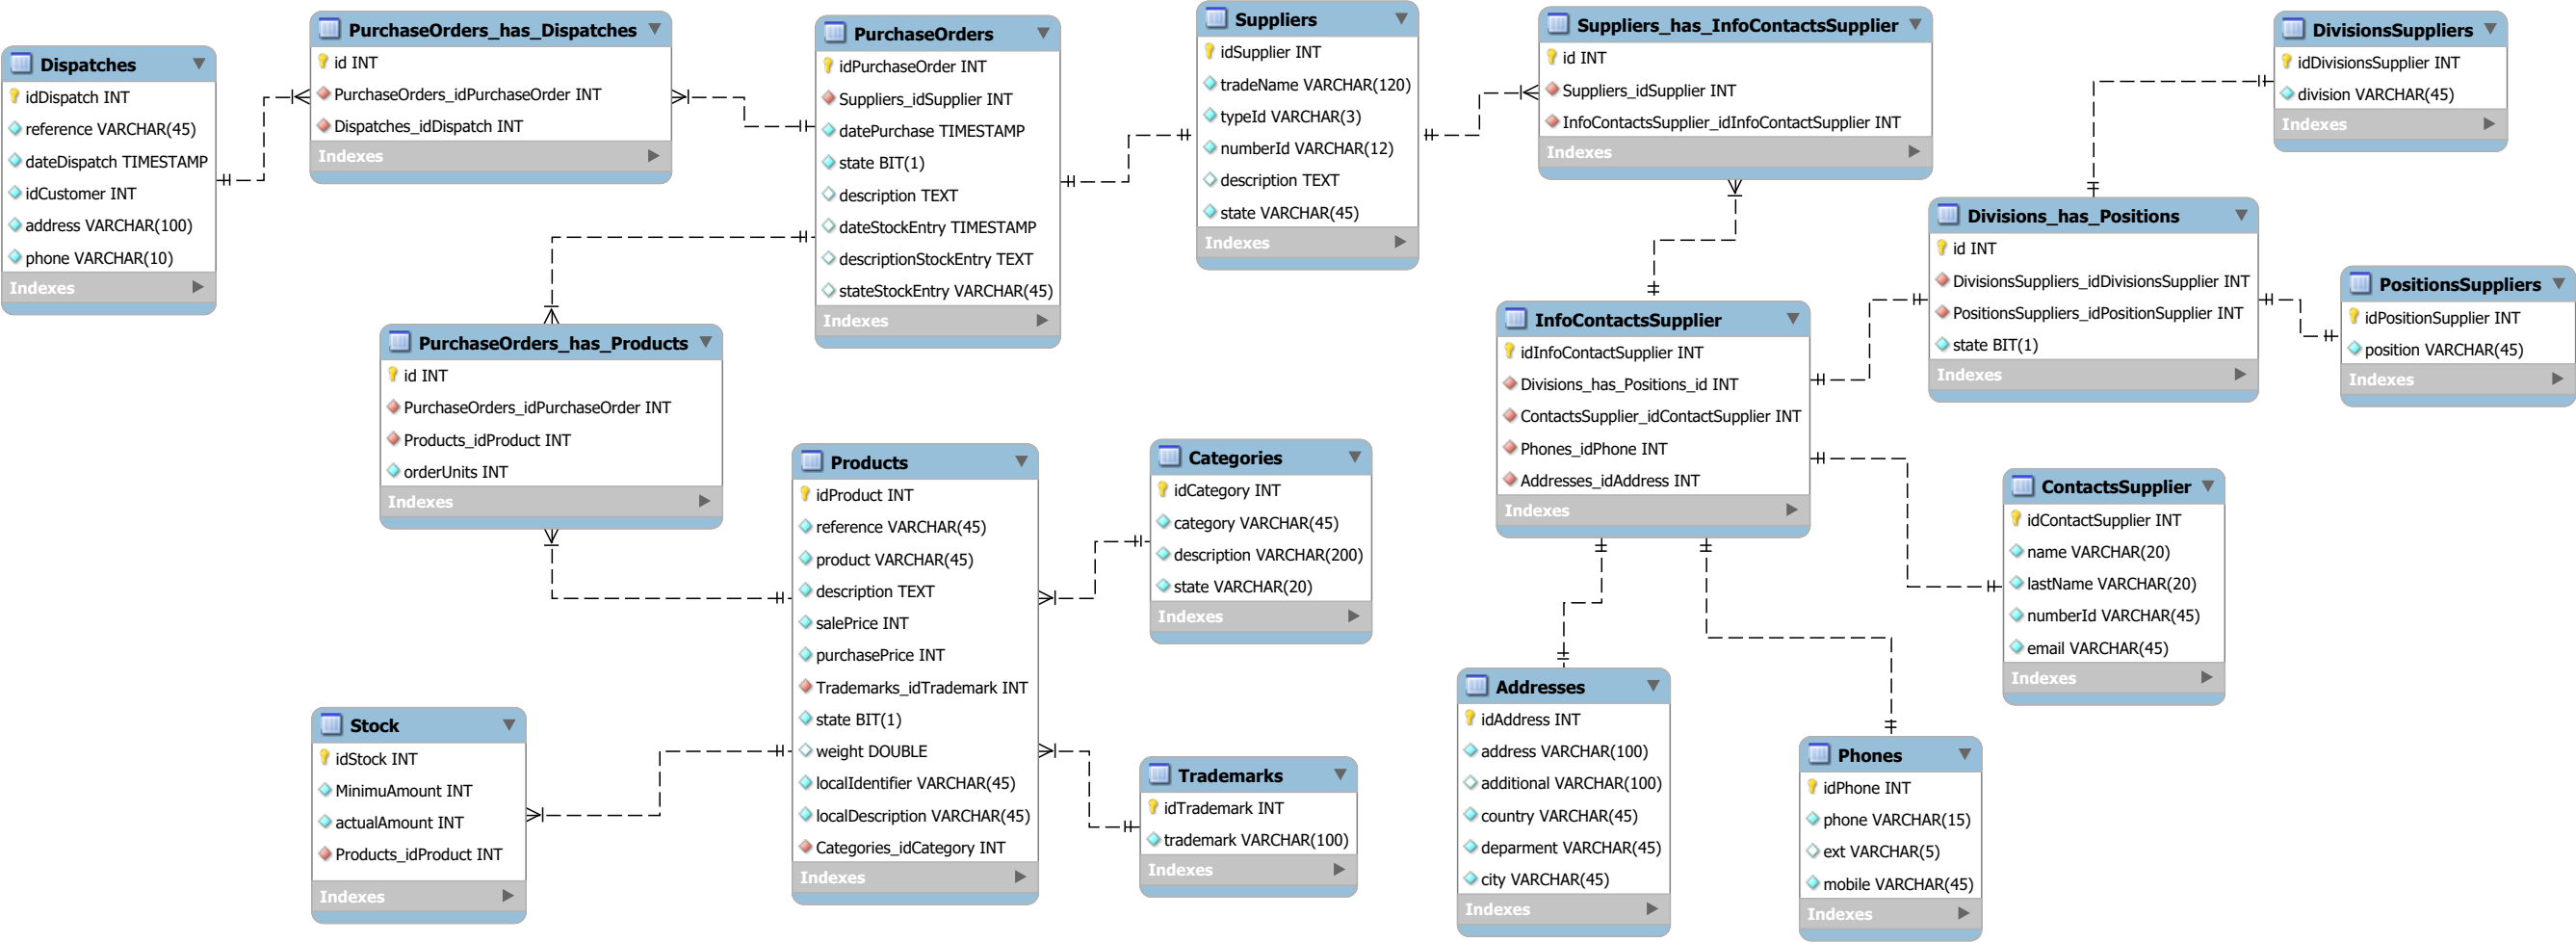 Dispatches
idDispatch INT
reference VARCHAR(45)
dateDispatch TIMESTAMP
idCustomer INT
address VARCHAR(100)
phone VARCHAR(10)
Indexes
PurchaseOrders_has_Dispatches
id INT
PurchaseOrders_idPurchaseOrder INT
Dispatches_idDispatch INT
Indexes
PurchaseOrders
idPurchaseOrder INT
Suppliers_idSupplier INT
datePurchase TIMESTAMP
state BIT(1)
description TEXT
dateStockEntry TIMESTAMP
descriptionStockEntry TEXT
stateStockEntry VARCHAR(45)
Indexes
Suppliers
idSupplier INT
tradeName VARCHAR(120)
typeId VARCHAR(3)
numberId VARCHAR(12)
description TEXT
state VARCHAR(45)
Indexes
Suppliers_has_InfoContactsSupplier
id INT
Suppliers_idSupplier INT
InfoContactsSupplier_idInfoContactSupplier INT
Indexes
DivisionsSuppliers
idDivisionsSupplier INT
division VARCHAR(45)
Indexes
Divisions_has_Positions
id INT
DivisionsSuppliers_idDivisionsSupplier INT
PositionsSuppliers_idPositionSupplier INT
state BIT(1)
Indexes
PositionsSuppliers
idPositionSupplier INT
position VARCHAR(45)
Indexes
PurchaseOrders_has_Products
id INT
PurchaseOrders_idPurchaseOrder INT
Products_idProduct INT
orderUnits INT
Indexes
InfoContactsSupplier
idInfoContactSupplier INT
Divisions_has_Positions_id INT
ContactsSupplier_idContactSupplier INT
Phones_idPhone INT
Addresses_idAddress INT
Indexes
Products
idProduct INT
reference VARCHAR(45)
product VARCHAR(45)
description TEXT
salePrice INT
purchasePrice INT
Trademarks_idTrademark INT
state BIT(1)
weight DOUBLE
localIdentifier VARCHAR(45)
localDescription VARCHAR(45)
Categories_idCategory INT
Indexes
Categories
idCategory INT
category VARCHAR(45)
description VARCHAR(200)
state VARCHAR(20)
Indexes
ContactsSupplier
idContactSupplier INT
name VARCHAR(20)
lastName VARCHAR(20)
numberId VARCHAR(45)
email VARCHAR(45)
Indexes
Stock
idStock INT
MinimuAmount INT
actualAmount INT
Products_idProduct INT
Indexes
Trademarks
idTrademark INT
trademark VARCHAR(100)
Indexes
Addresses
idAddress INT
address VARCHAR(100)
additional VARCHAR(100)
country VARCHAR(45)
deparment VARCHAR(45)
city VARCHAR(45)
Indexes
Phones
idPhone INT
phone VARCHAR(15)
ext VARCHAR(5)
mobile VARCHAR(45)
Indexes